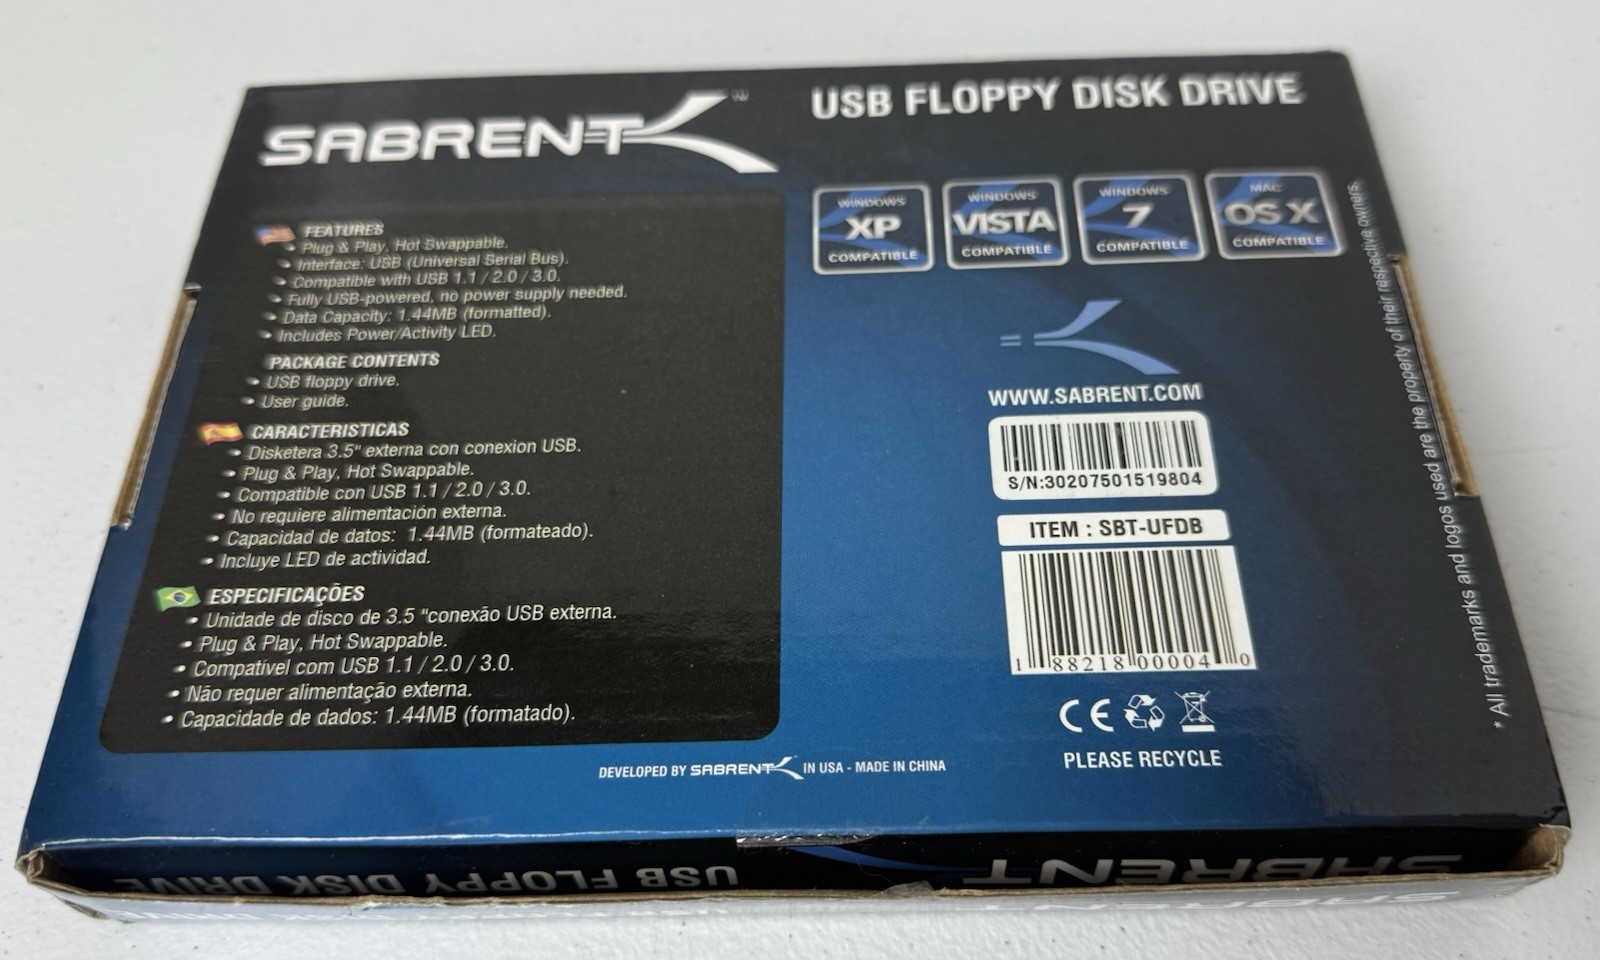 SABRENT™
USB FLOPPY DISK DRIVE
WINDOWS
XP
COMPATIBLE
WINDOWS
VISTA
COMPATIBLE
WINDOWS
7
COMPATIBLE
MAC
OS X
COMPATIBLE
FEATURES
• Plug & Play, Hot Swappable.
• Interface: USB (Universal Serial Bus).
• Compatible with USB 1.1 / 2.0 / 3.0.
• Fully USB-powered, no power supply needed.
• Data Capacity: 1.44MB (formatted).
• Includes Power/Activity LED.
PACKAGE CONTENTS
• USB floppy drive.
• User guide.
CARACTERISTICAS
• Disketera 3.5" externa con conexion USB.
• Plug & Play, Hot Swappable.
• Compatible con USB 1.1 / 2.0 / 3.0.
• No requiere alimentación externa.
• Capacidad de datos: 1.44MB (formateado).
• Incluye LED de actividad.
ESPECIFICAÇÕES
• Unidade de disco de 3.5 "conexão USB externa.
• Plug & Play, Hot Swappable.
• Compatível com USB 1.1 / 2.0 / 3.0.
• Não requer alimentação externa.
• Capacidade de dados: 1.44MB (formatado).
WWW.SABRENT.COM
S/N:30207501519804
ITEM : SBT-UFDB
1 88218 00004 0
CE
PLEASE RECYCLE
DEVELOPED BY SABRENT IN USA - MADE IN CHINA
* All trademarks and logos used are the property of their respective owners.
USB FLOPPY DISK DRIVE
SABRENT